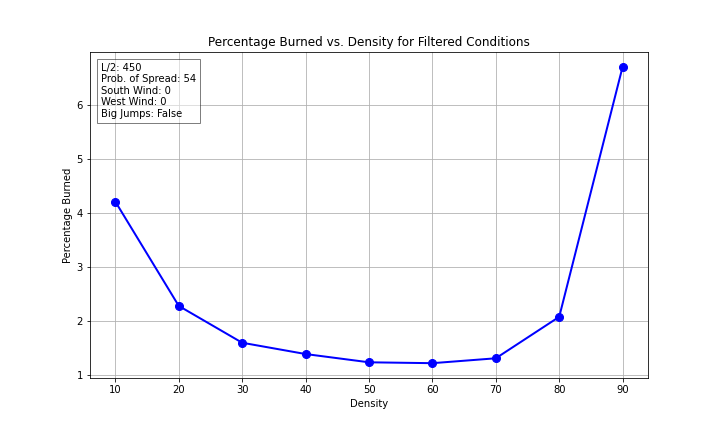 Percentage Burned vs. Density for Filtered Conditions
L/2: 450
Prob. of Spread: 54
South Wind: 0
West Wind: 0
Big Jumps: False
Percentage Burned
6
5
4
3
2
1
10 20 30 40 50 60 70 80 90
Density